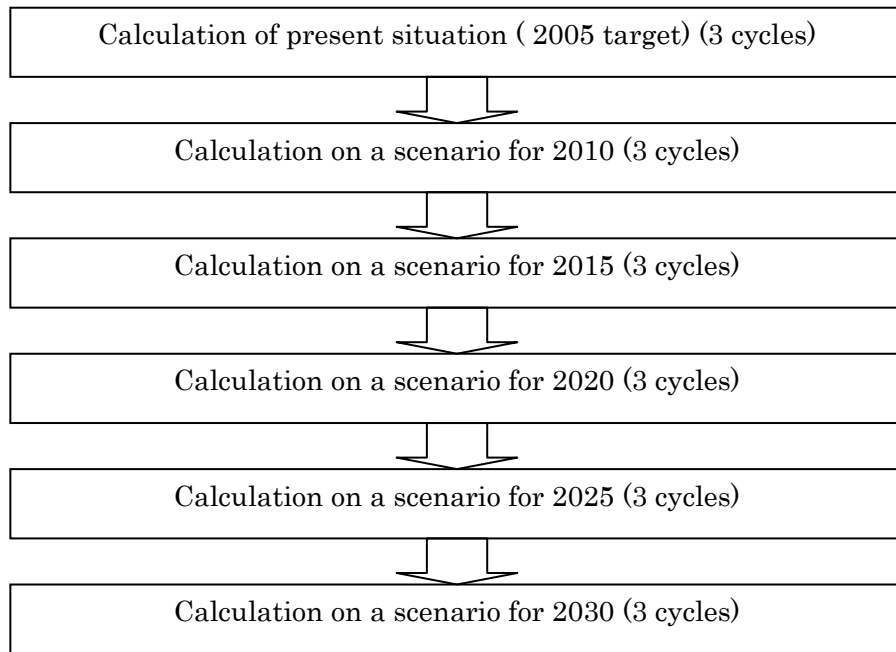 Calculation of present situation ( 2005 target) (3 cycles)
Calculation on a scenario for 2010 (3 cycles)
Calculation on a scenario for 2015 (3 cycles)
Calculation on a scenario for 2020 (3 cycles)
Calculation on a scenario for 2025 (3 cycles)
Calculation on a scenario for 2030 (3 cycles)